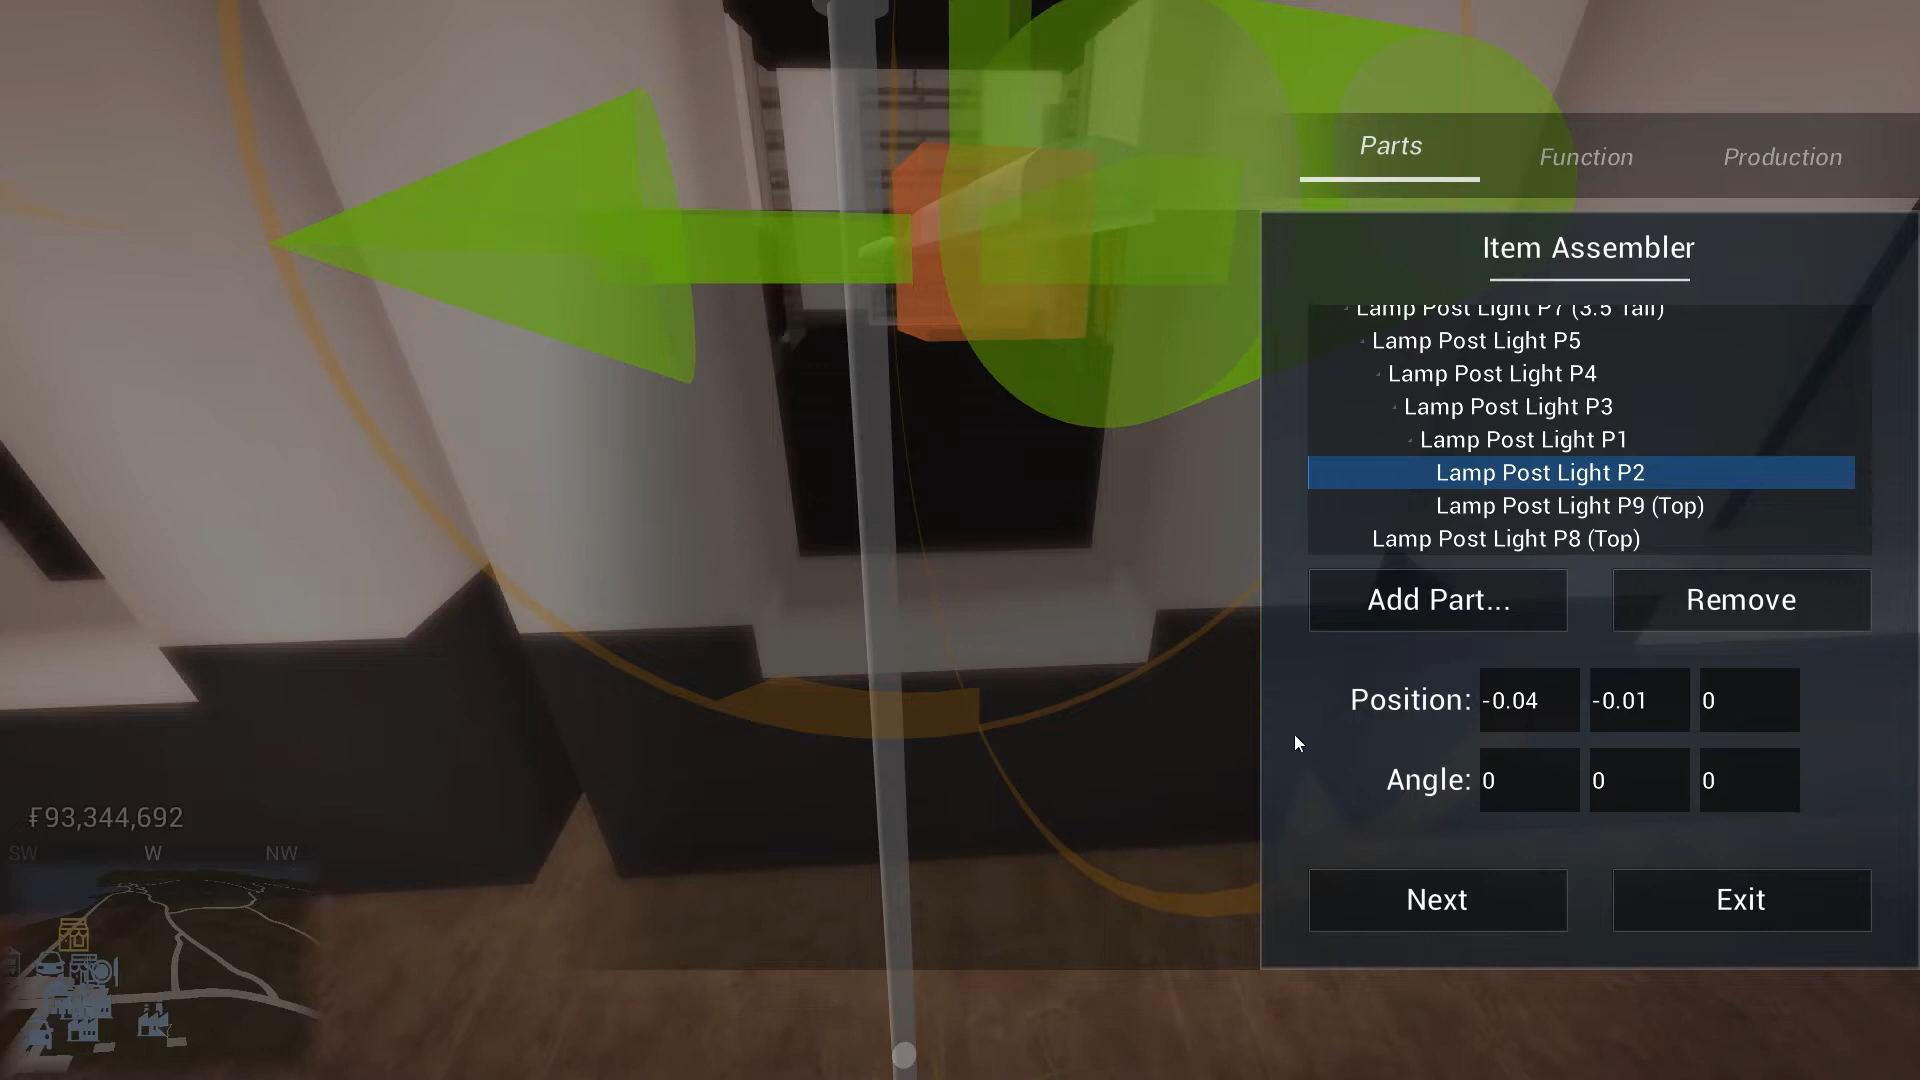 Parts
Function
Production
Item Assembler
Lamp Post Light P7 (3.5 Tall)
Lamp Post Light P5
Lamp Post Light P4
Lamp Post Light P3
Lamp Post Light P1
Lamp Post Light P2
Lamp Post Light P9 (Top)
Lamp Post Light P8 (Top)
Add Part...
Remove
Position: -0.04 -0.01 0
Angle: 0 0 0
Next
Exit
₣93,344,692
SW W NW